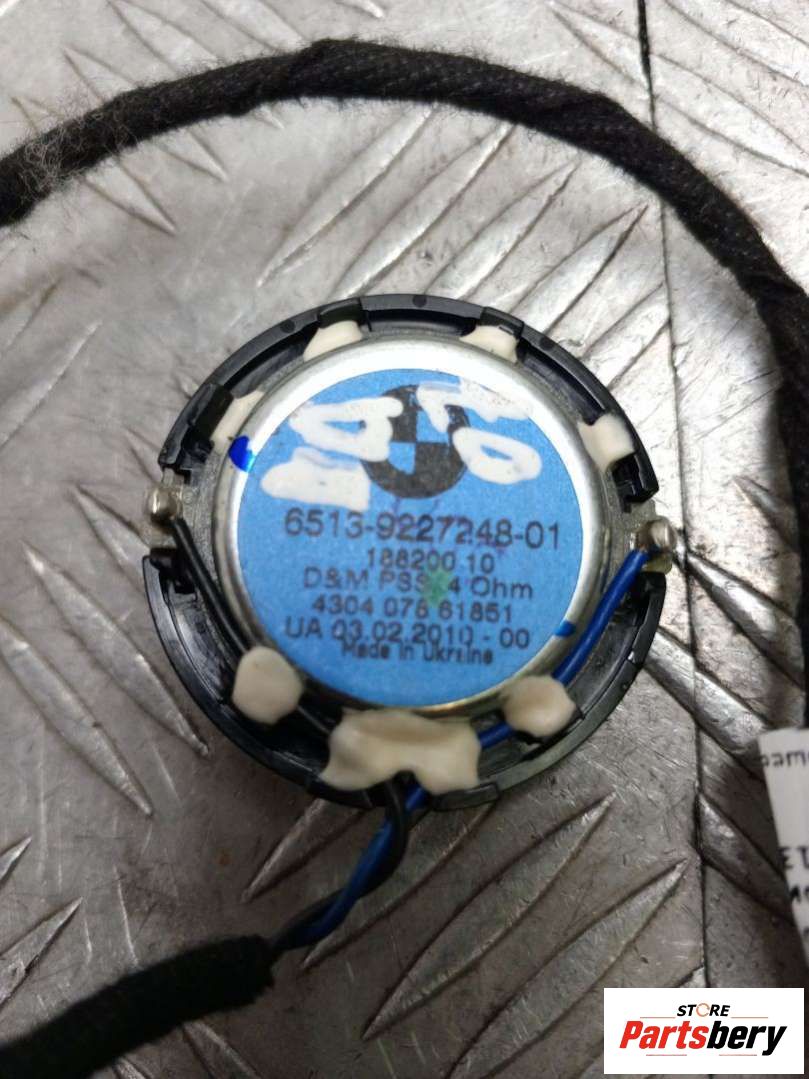 6513-9227248-01
188200 10
D&M PSS 4 Ohm
4304 078 61851
UA 03.02.2010 - 00
Made in Ukraine
STORE
Partsbery